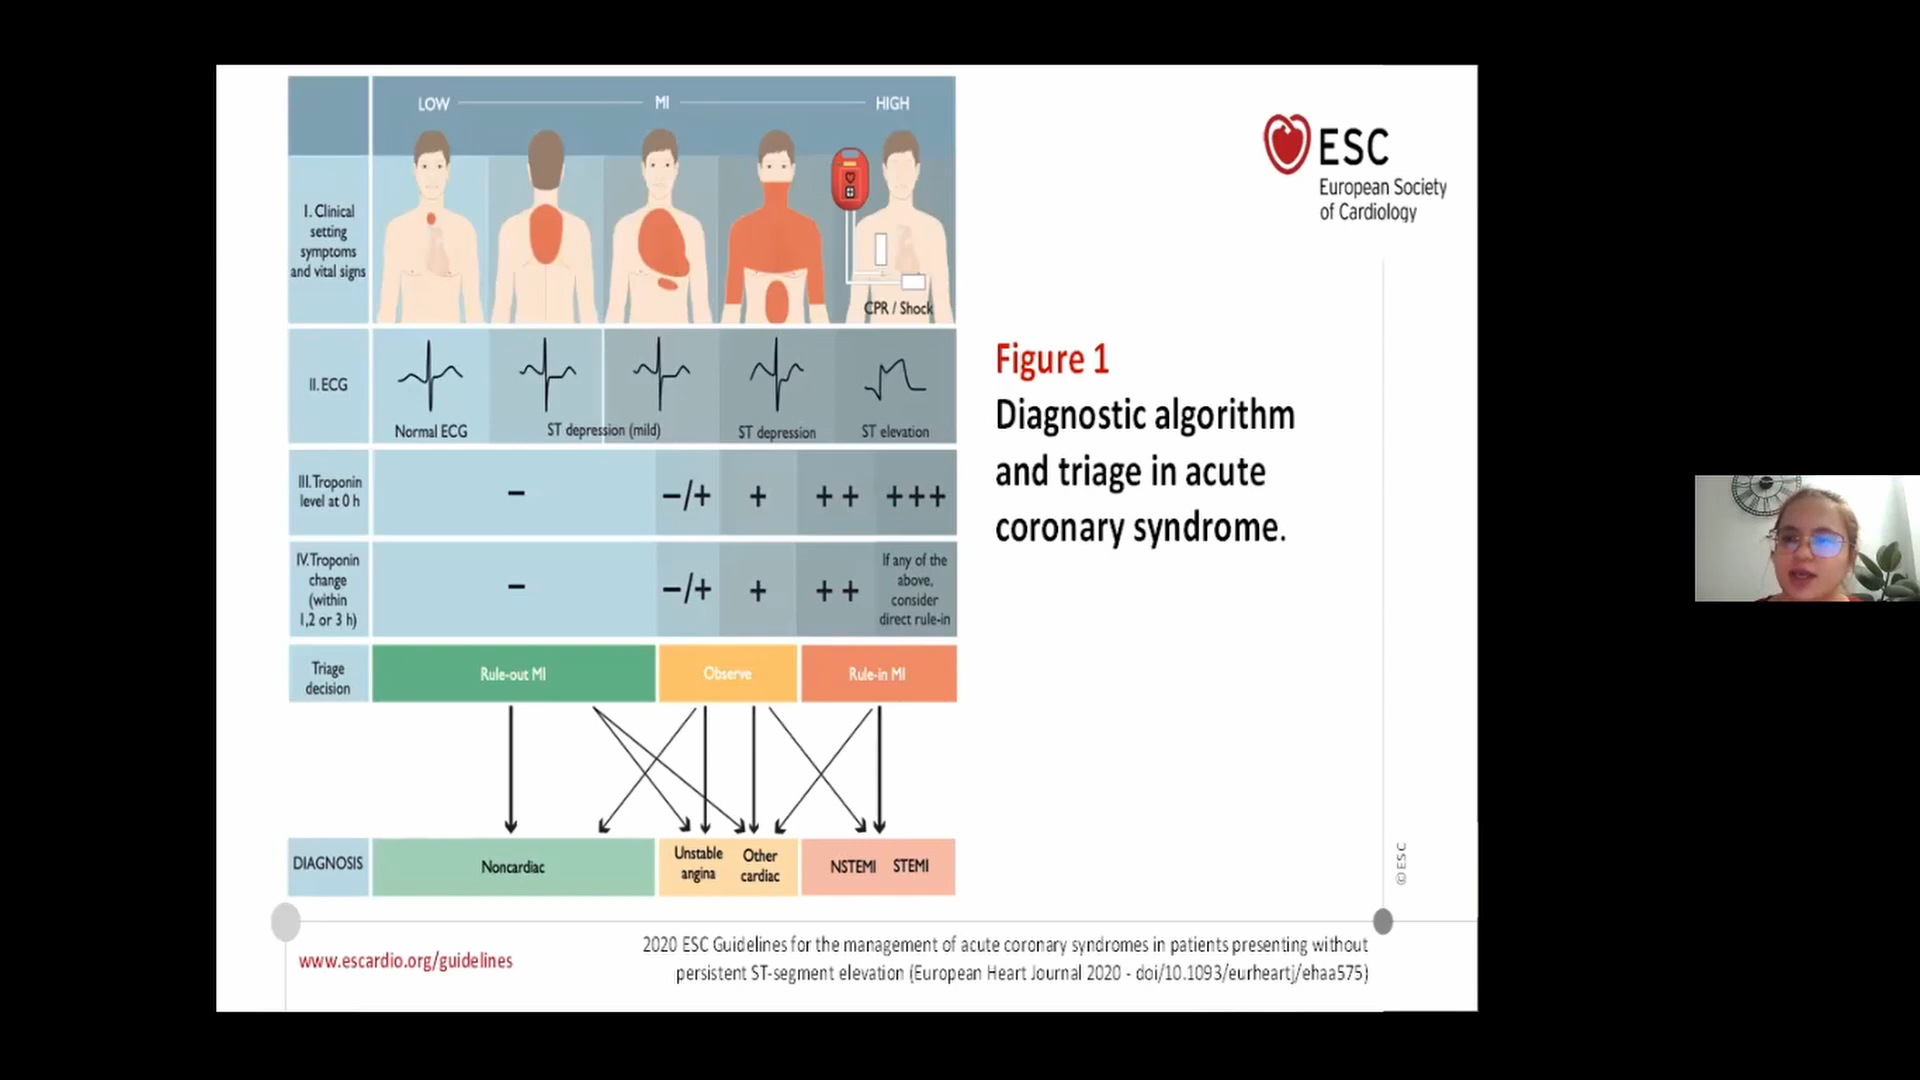 LOW MI HIGH
I. Clinical
setting
symptoms
and vital signs
CPR / Shock
II. ECG
Normal ECG
ST depression (mild)
ST depression
ST elevation
III. Troponin
level at 0 h
− −/+ + + + +++
IV. Troponin
change
(within
1,2 or 3 h)
− −/+ + + +
If any of the
above,
consider
direct rule-in
Triage
decision
Rule-out MI
Observe
Rule-in MI
DIAGNOSIS
Noncardiac
Unstable
angina
Other
cardiac
NSTEMI STEMI
ESC
European Society
of Cardiology
Figure 1
Diagnostic algorithm
and triage in acute
coronary syndrome.
©ESC
www.escardio.org/guidelines
2020 ESC Guidelines for the management of acute coronary syndromes in patients presenting without
persistent ST-segment elevation (European Heart Journal 2020 - doi/10.1093/eurheartj/ehaa575)